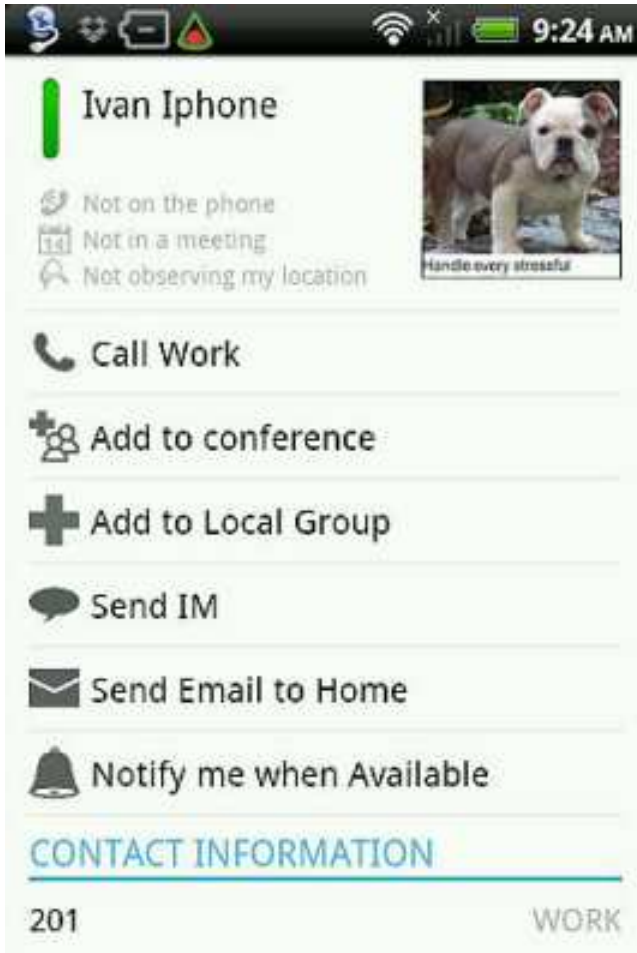 9:24 AM
Ivan Iphone
Not on the phone
14
Not in a meeting
Not observing my location
Handle every stressful
Call Work
Add to conference
Add to Local Group
Send IM
Send Email to Home
Notify me when Available
CONTACT INFORMATION
201 WORK